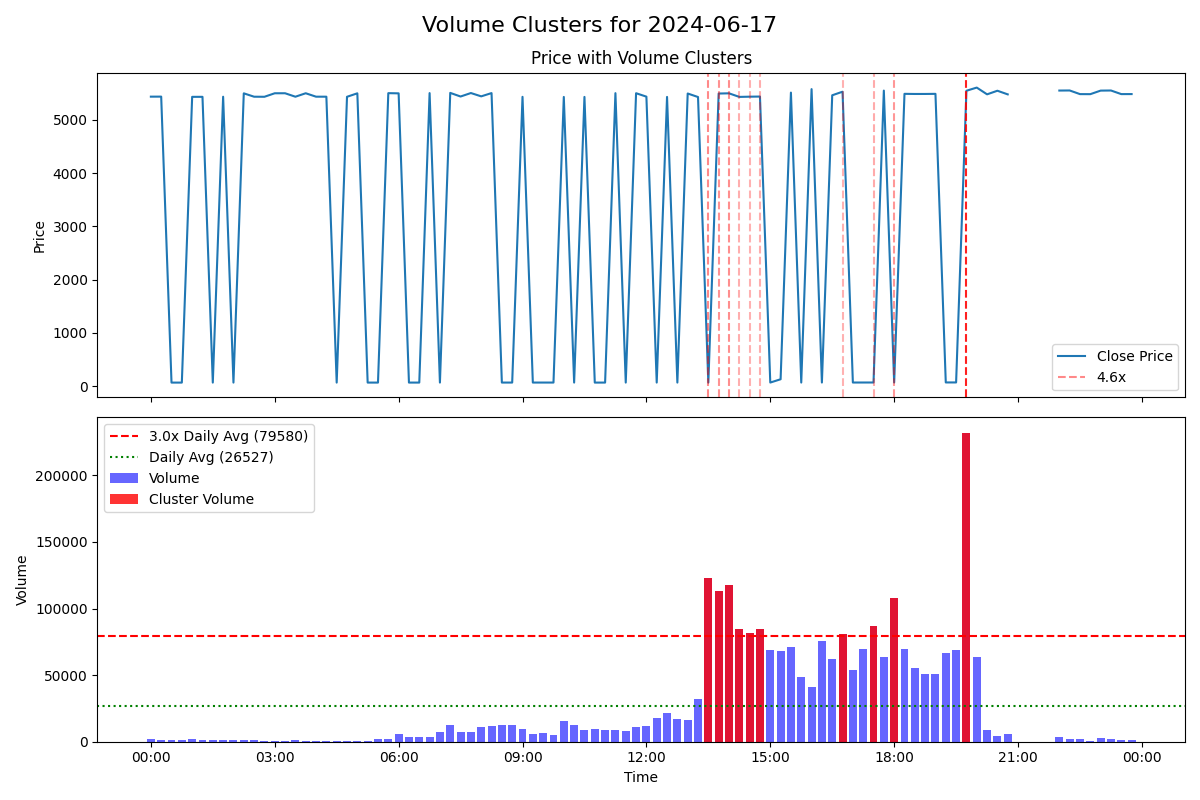 Volume Clusters for 2024-06-17
Price with Volume Clusters
Price
5000
4000
3000
2000
1000
0
Close Price
4.6x
Volume
200000
150000
100000
50000
0
3.0x Daily Avg (79580)
Daily Avg (26527)
Volume
Cluster Volume
00:00 03:00 06:00 09:00 12:00 15:00 18:00 21:00 00:00
Time